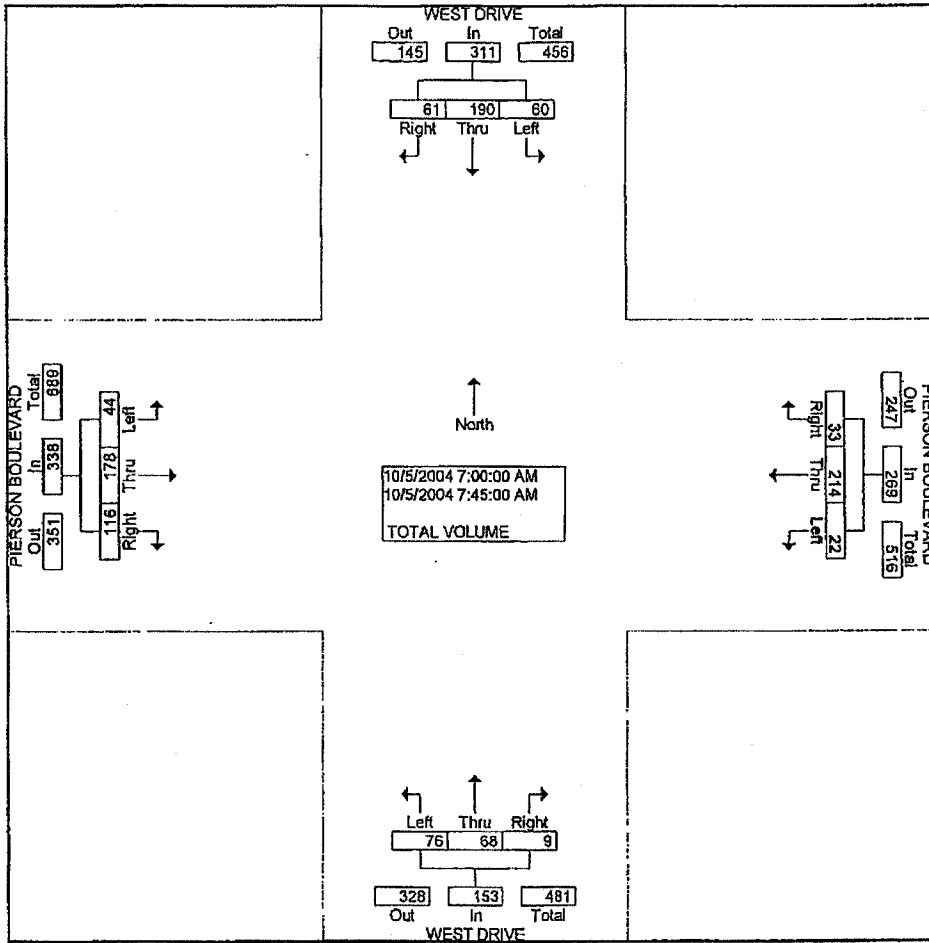 WEST DRIVE
Out In Total
145 311 456
61 190 60
Right Thru Left
PIERSON BOULEVARD
Total In Out
689 338 351
44 178 116
Left Thru Right
North
10/5/2004 7:00:00 AM
10/5/2004 7:45:00 AM
TOTAL VOLUME
Right Thru Left
33 214 22
247 269 516
Out In Total
PIERSON BOULEVARD
Left Thru Right
76 68 9
328 153 481
Out In Total
WEST DRIVE